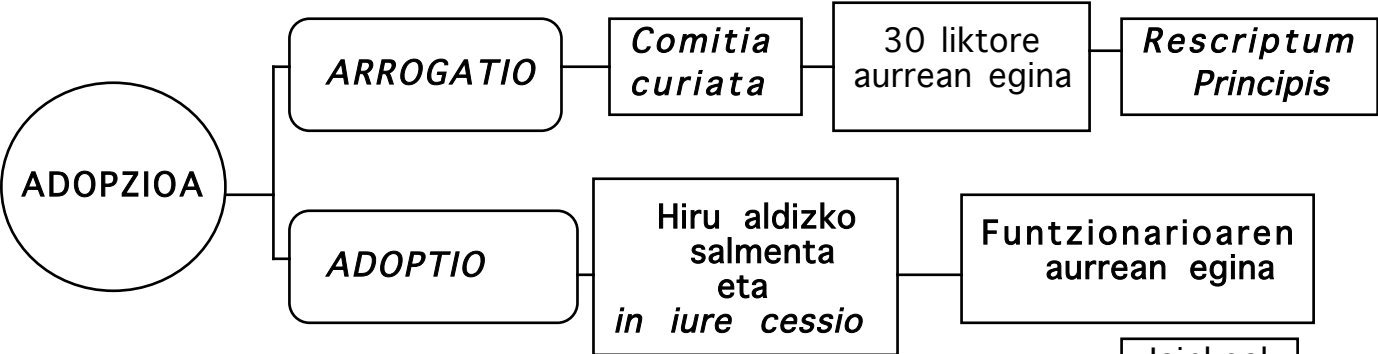 ADOPZIOA
ARROGATIO
Comitia
curiata
30 liktore
aurrean egina
Rescriptum
Principis
ADOPTIO
Hiru aldizko
salmenta
eta
in iure cessio
Funtzionarioaren
aurrean egina